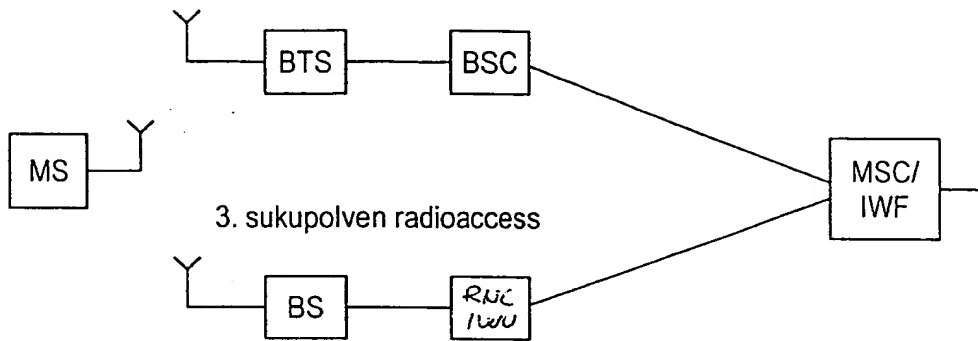 BTS
BSC
MS
MSC/
IWF
3. sukupolven radioaccess
BS
RNC
IWU